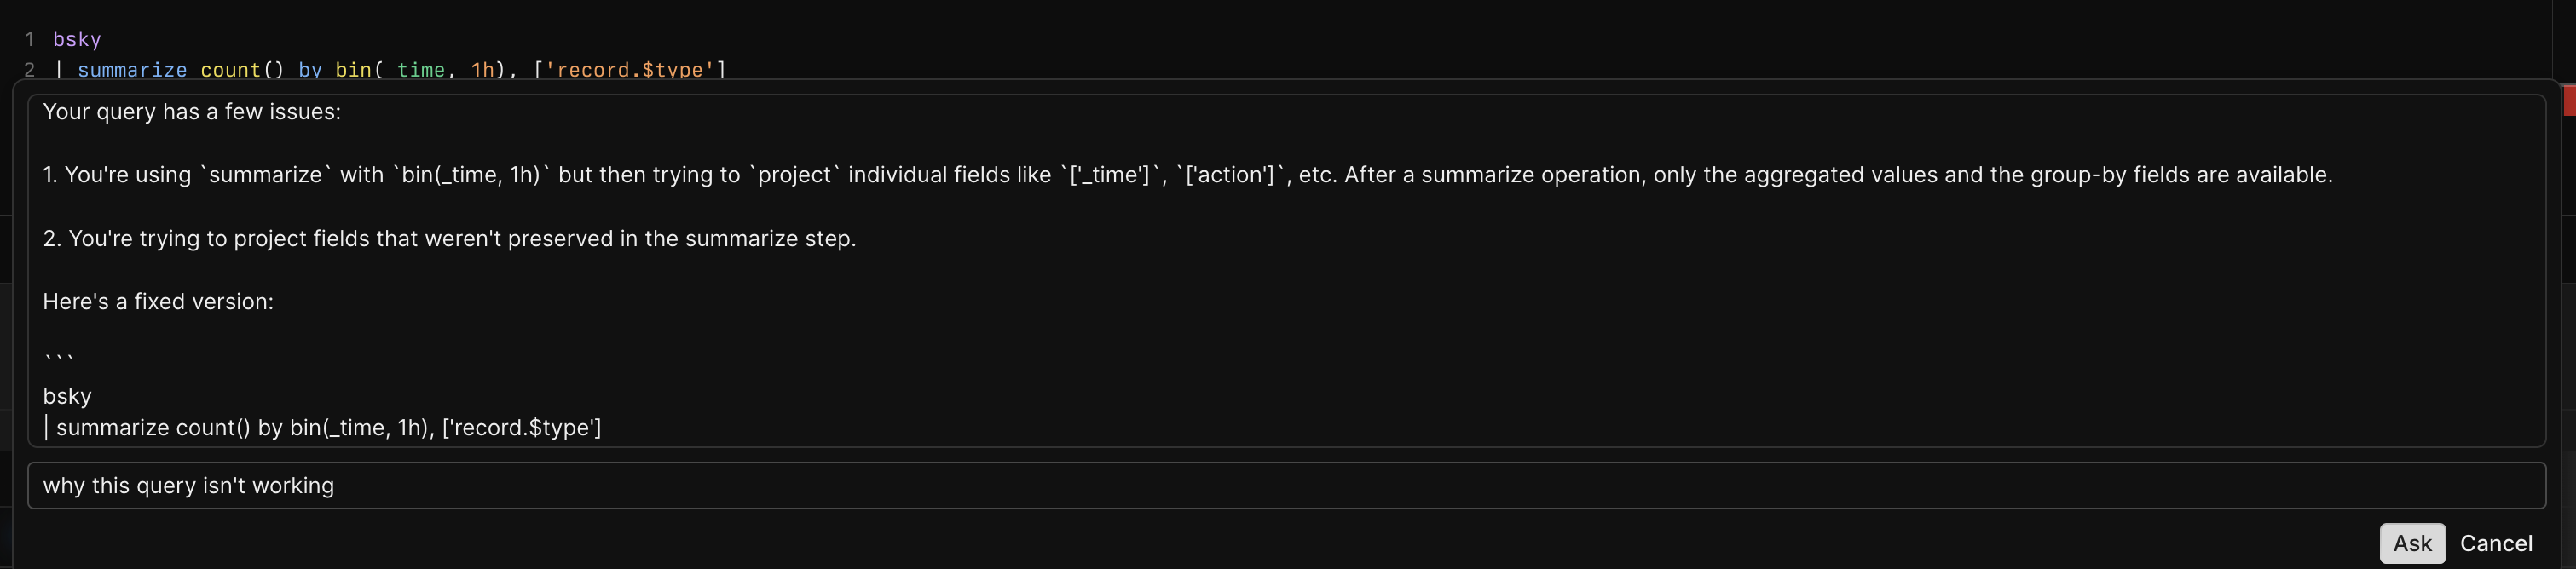 1 bsky
2 | summarize count() by bin(_time, 1h), ['record.$type']
Your query has a few issues:
1. You're using `summarize` with `bin(_time, 1h)` but then trying to `project` individual fields like `['_time']`, `['action']`, etc. After a summarize operation, only the aggregated values and the group-by fields are available.
2. You're trying to project fields that weren't preserved in the summarize step.
Here's a fixed version:
```
bsky
| summarize count() by bin(_time, 1h), ['record.$type']
why this query isn't working
Ask Cancel